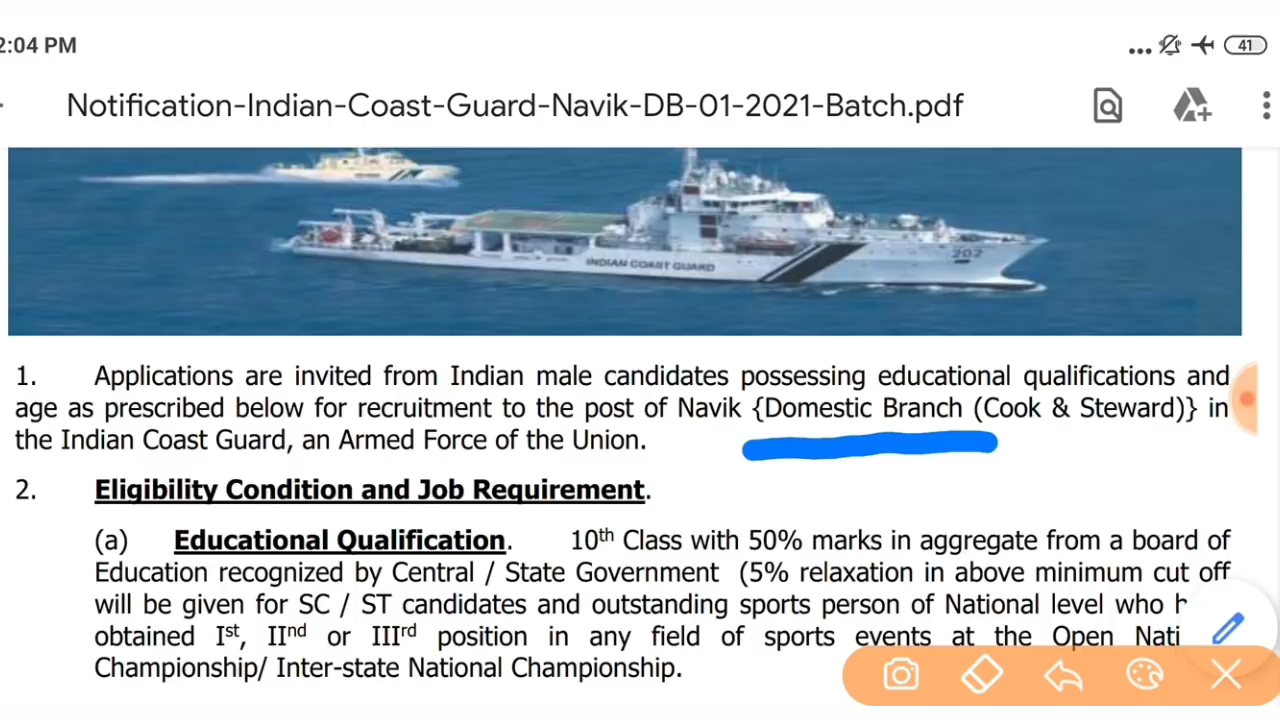 2:04 PM
41
Notification-Indian-Coast-Guard-Navik-DB-01-2021-Batch.pdf
INDIAN COAST GUARD
202
1. Applications are invited from Indian male candidates possessing educational qualifications and
age as prescribed below for recruitment to the post of Navik {Domestic Branch (Cook & Steward)} in
the Indian Coast Guard, an Armed Force of the Union.
2. Eligibility Condition and Job Requirement.
(a) Educational Qualification. 10th Class with 50% marks in aggregate from a board of
Education recognized by Central / State Government (5% relaxation in above minimum cut off
will be given for SC / ST candidates and outstanding sports person of National level who
obtained Ist, IInd or IIIrd position in any field of sports events at the Open Nati
Championship/ Inter-state National Championship.